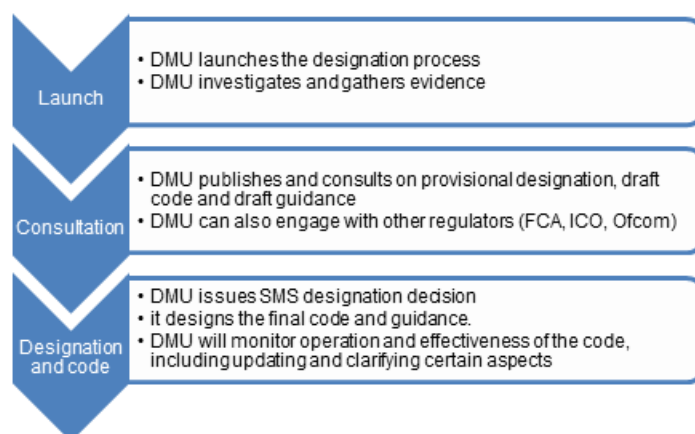 Launch
• DMU launches the designation process
• DMU investigates and gathers evidence
Consultation
• DMU publishes and consults on provisional designation, draft
code and draft guidance
• DMU can also engage with other regulators (FCA, ICO, Ofcom)
Designation
and code
• DMU issues SMS designation decision
• it designs the final code and guidance.
• DMU will monitor operation and effectiveness of the code,
including updating and clarifying certain aspects